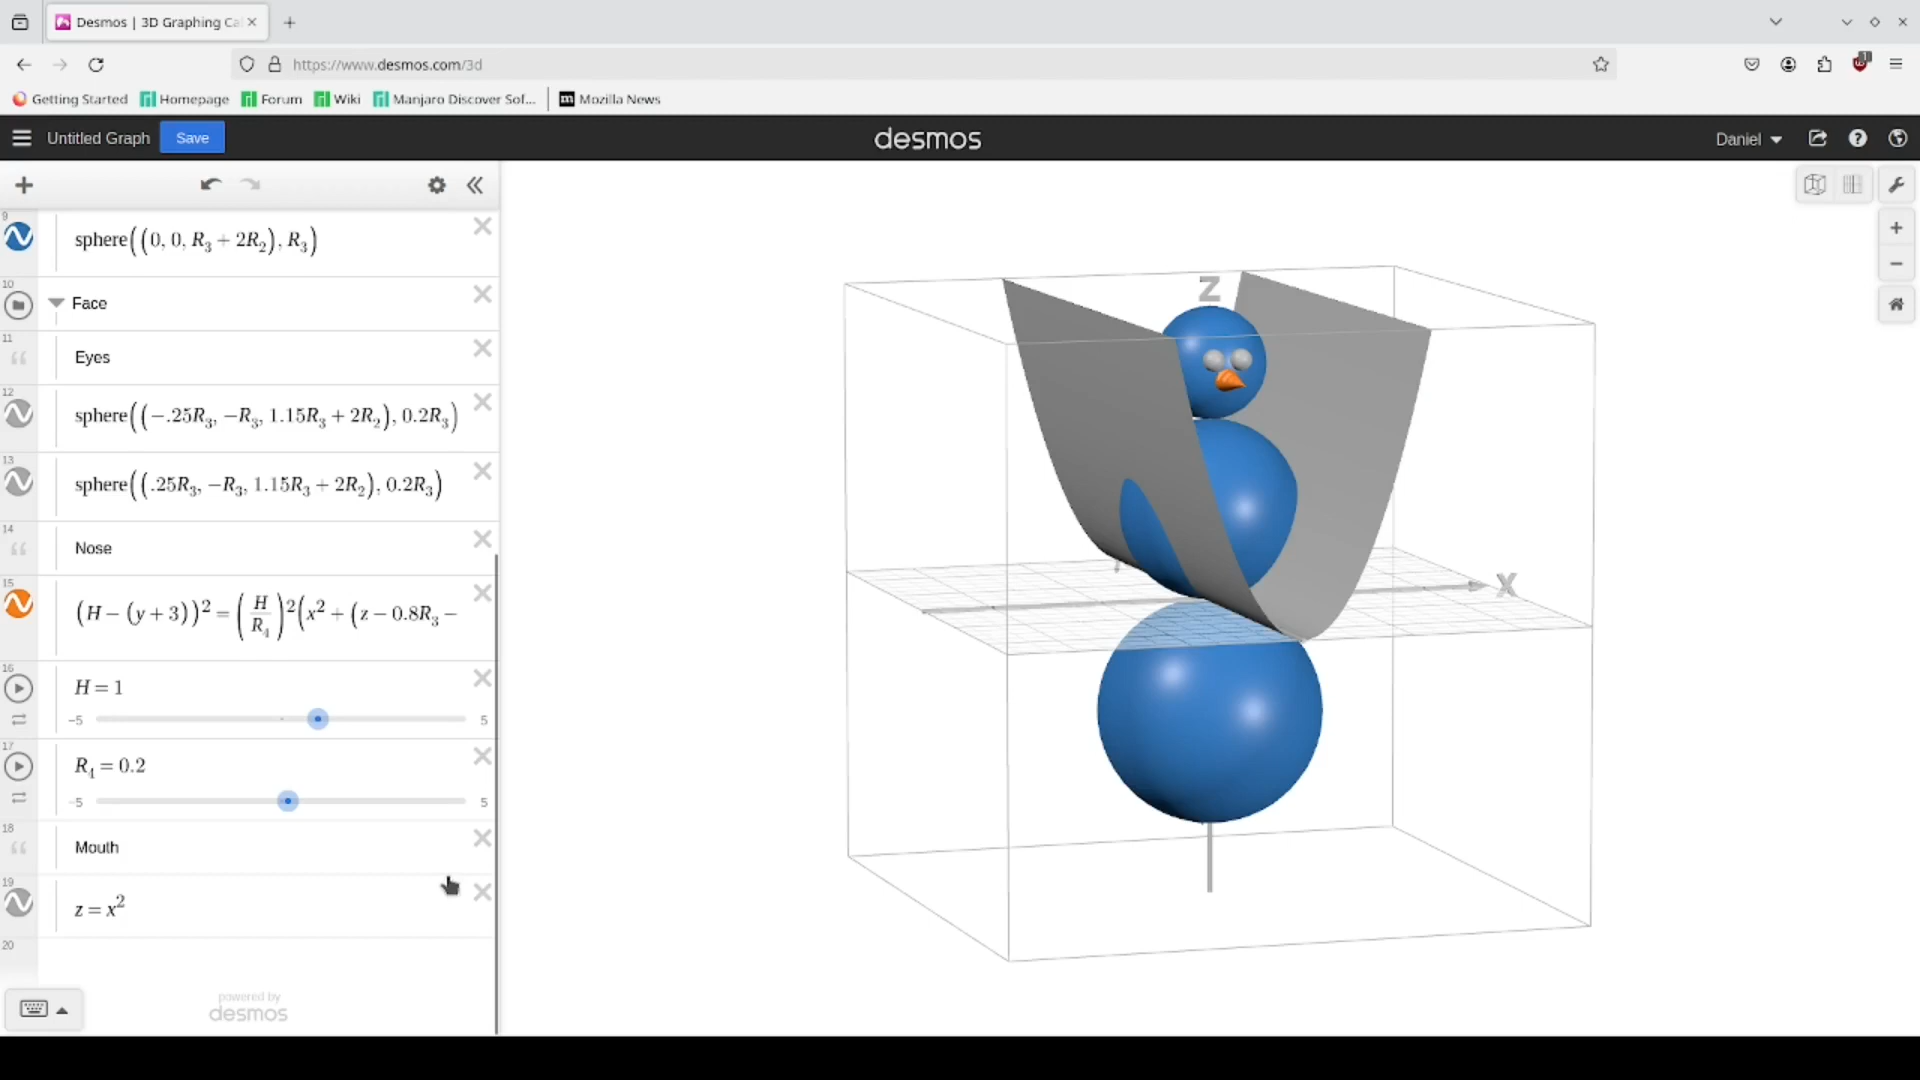 Desmos | 3D Graphing Ca
https://www.desmos.com/3d
Getting Started Homepage Forum Wiki Manjaro Discover Sof... Mozilla News
Untitled Graph Save desmos Daniel
9
sphere((0, 0, R₃ + 2R₂), R₃)
10
Face
11
Eyes
12
sphere((−.25R₃, −R₃, 1.15R₃ + 2R₂), 0.2R₃)
13
sphere((.25R₃, −R₃, 1.15R₃ + 2R₂), 0.2R₃)
14
Nose
15
(H − (y + 3))² = (H/R₄)²(x² + (z − 0.8R₃ −
16
H = 1
-5 5
17
R₄ = 0.2
-5 5
18
Mouth
19
z = x²
20
powered by
desmos
z
x
1